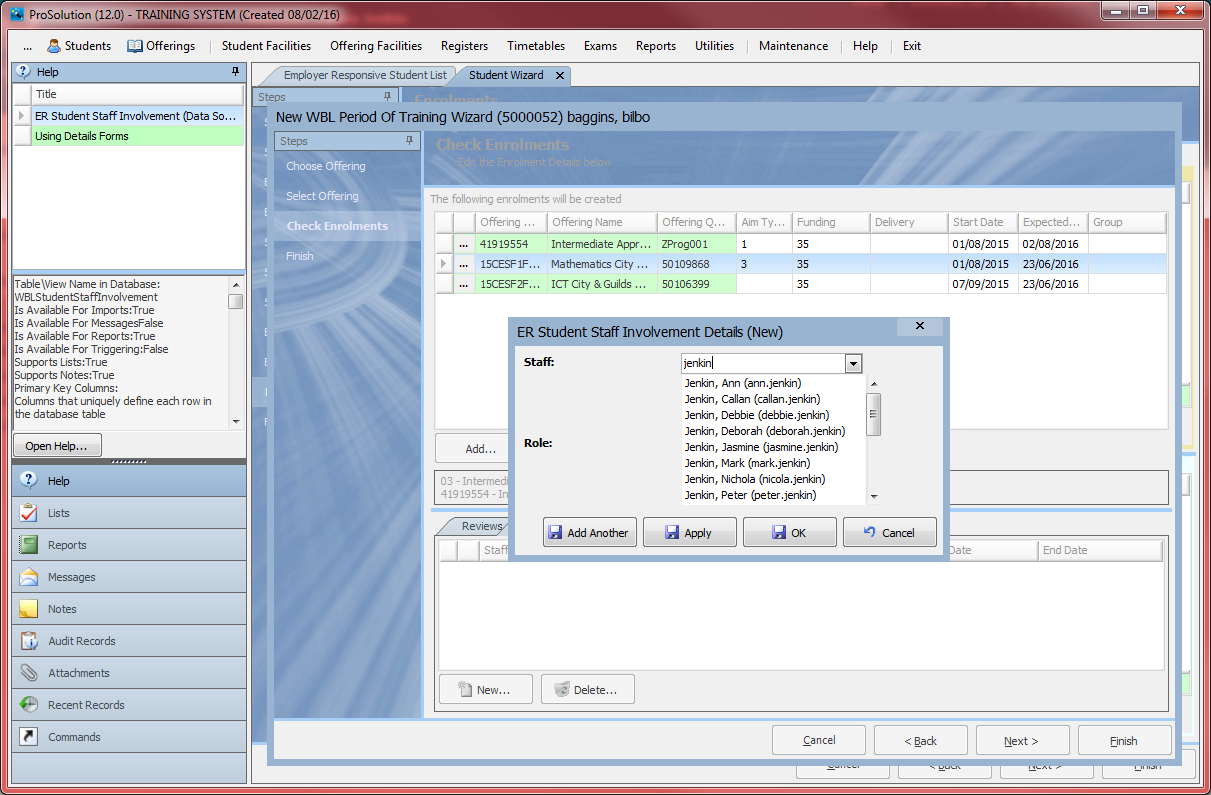 ProSolution (12.0) - TRAINING SYSTEM (Created 08/02/16)
... Students Offerings Student Facilities Offering Facilities Registers Timetables Exams Reports Utilities Maintenance Help Exit
Help
Title
ER Student Staff Involvement (Data So...
Using Details Forms
Table\View Name in Database:
WBLStudentStaffInvolvement
Is Available For Imports:True
Is Available For MessagesFalse
Is Available For Reports:True
Is Available For Triggering:False
Supports Lists:True
Supports Notes:True
Primary Key Columns:
Columns that uniquely define each row in
the database table
Open Help...
Help
Lists
Reports
Messages
Notes
Audit Records
Attachments
Recent Records
Commands
Employer Responsive Student List Student Wizard
Steps
Enrolments
New WBL Period Of Training Wizard (5000052) baggins, bilbo
Steps
Choose Offering
Select Offering
Check Enrolments
Finish
Check Enrolments
Edit the Enrolment Details below
The following enrolments will be created
Offering ... Offering Name Offering Q... Aim Ty... Funding Delivery Start Date Expected... Group
... 41919554 Intermediate Appr... ZProg001 1 35 01/08/2015 02/08/2016
... 15CESF1F... Mathematics City ... 50109868 3 35 01/08/2015 23/06/2016
... 15CESF2F... ICT City & Guilds ... 50106399 35 07/09/2015 23/06/2016
ER Student Staff Involvement Details (New)
Staff: jenkin
Jenkin, Ann (ann.jenkin)
Jenkin, Callan (callan.jenkin)
Jenkin, Debbie (debbie.jenkin)
Jenkin, Deborah (deborah.jenkin)
Jenkin, Jasmine (jasmine.jenkin)
Jenkin, Mark (mark.jenkin)
Jenkin, Nichola (nicola.jenkin)
Jenkin, Peter (peter.jenkin)
Role:
Add Another Apply OK Cancel
Add...
03 - Intermedi
41919554 - In
Reviews
Staff Date End Date
New... Delete...
Cancel < Back Next > Finish
Cancel < Back Next > Finish